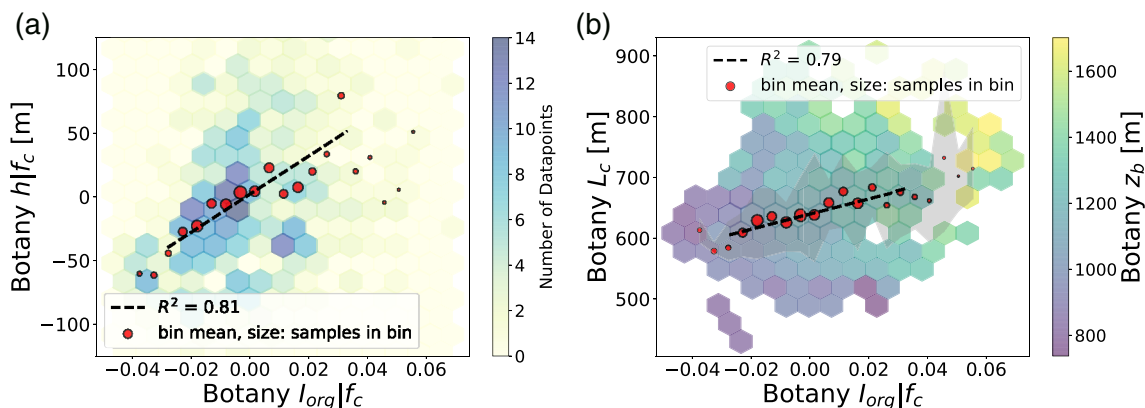 (a)
100
50
0
−50
−100
Botany h|f_c [m]
R² = 0.81
bin mean, size: samples in bin
−0.04 −0.02 0.00 0.02 0.04 0.06
Botany I_org|f_c
14
12
10
8
6
4
2
0
Number of Datapoints
(b)
900
800
700
600
500
Botany L_c [m]
R² = 0.79
bin mean, size: samples in bin
−0.04 −0.02 0.00 0.02 0.04 0.06
Botany I_org|f_c
1600
1400
1200
1000
800
Botany z_b [m]